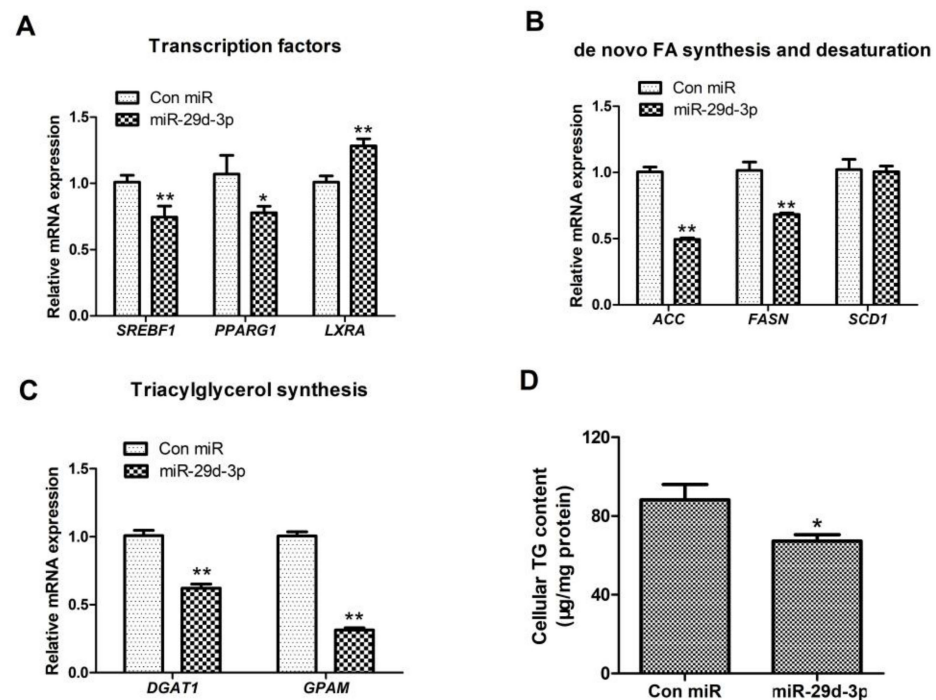 A
Transcription factors
Con miR
miR-29d-3p
Relative mRNA expression
1.5
1.0
0.5
0.0
**
*
**
SREBF1 PPARG1 LXRA
B
de novo FA synthesis and desaturation
Con miR
miR-29d-3p
Relative mRNA expression
1.5
1.0
0.5
0.0
**
**
ACC FASN SCD1
C
Triacylglycerol synthesis
Con miR
miR-29d-3p
Relative mRNA expression
1.5
1.0
0.5
0.0
**
**
DGAT1 GPAM
D
Cellular TG content
(μg/mg protein)
120
80
40
0
*
Con miR miR-29d-3p